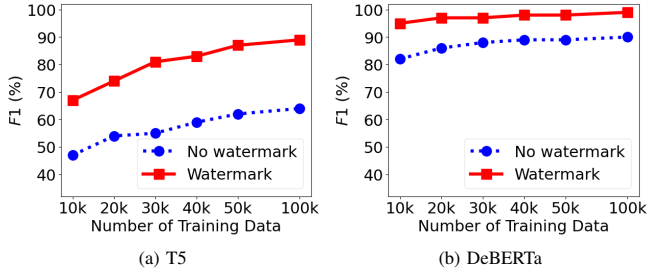 100
90
80
70
60
50
40
F1 (%)
No watermark
Watermark
10k 20k 30k 40k 50k 100k
Number of Training Data
(a) T5
100
90
80
70
60
50
40
F1 (%)
No watermark
Watermark
10k 20k 30k 40k 50k 100k
Number of Training Data
(b) DeBERTa